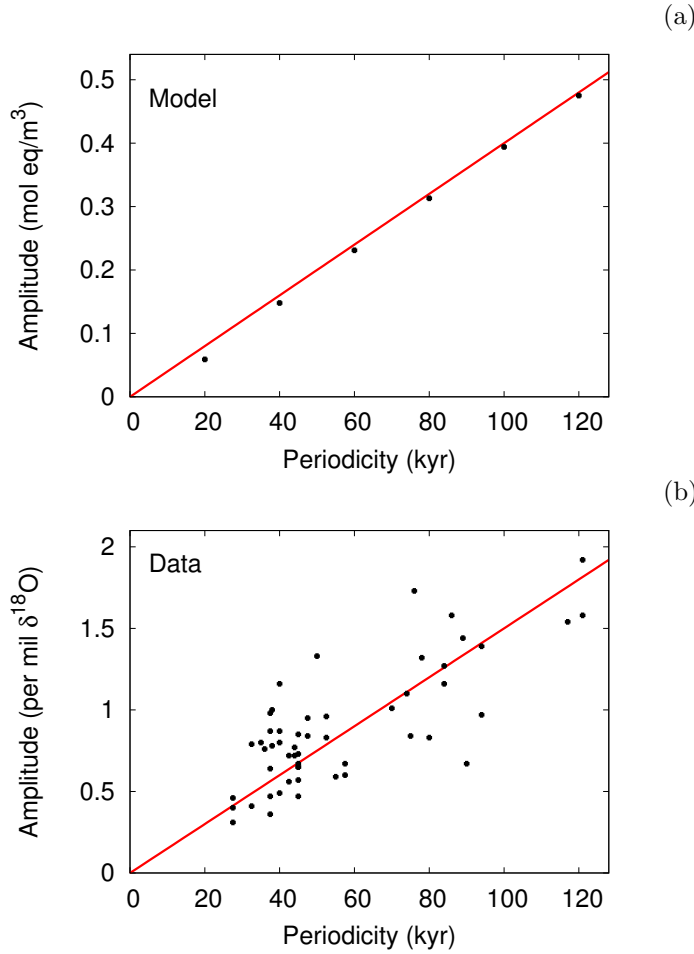 (a)
Model
Amplitude (mol eq/m³)
0.5
0.4
0.3
0.2
0.1
0
0 20 40 60 80 100 120
Periodicity (kyr)
(b)
Data
Amplitude (per mil δ¹⁸O)
2
1.5
1
0.5
0
0 20 40 60 80 100 120
Periodicity (kyr)